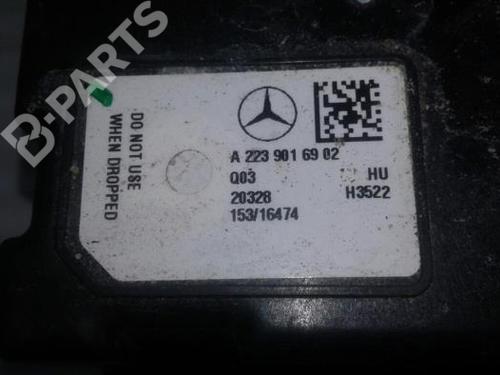 B-PARTS
DO NOT USE
WHEN DROPPED
A 223 901 69 02
Q03 HU
20328 H3522
153/16474